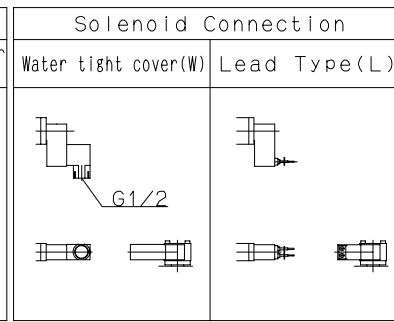 Solenoid Connection
Water tight cover(W)
Lead Type(L)
G1/2